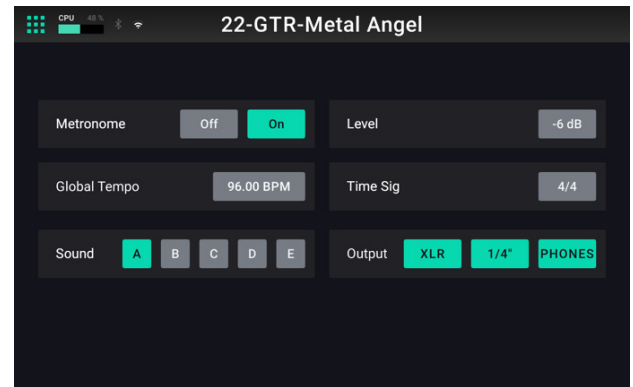 CPU 48 %
22-GTR-Metal Angel
Metronome Off On
Level -6 dB
Global Tempo 96.00 BPM
Time Sig 4/4
Sound A B C D E
Output XLR 1/4" PHONES